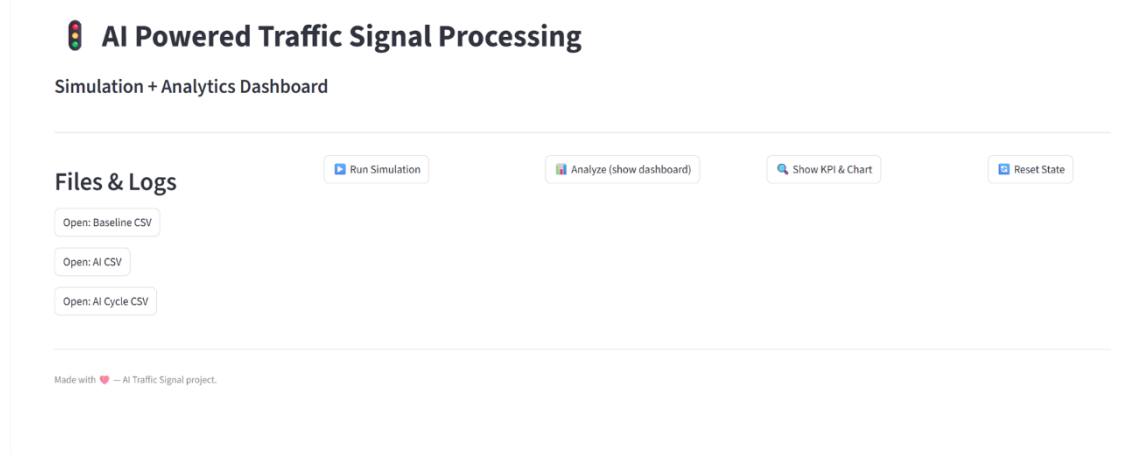 🚦 AI Powered Traffic Signal Processing
Simulation + Analytics Dashboard
Files & Logs
Open: Baseline CSV
Open: AI CSV
Open: AI Cycle CSV
▶️ Run Simulation
📊 Analyze (show dashboard)
🔍 Show KPI & Chart
🔄 Reset State
Made with 💖 — AI Traffic Signal project.